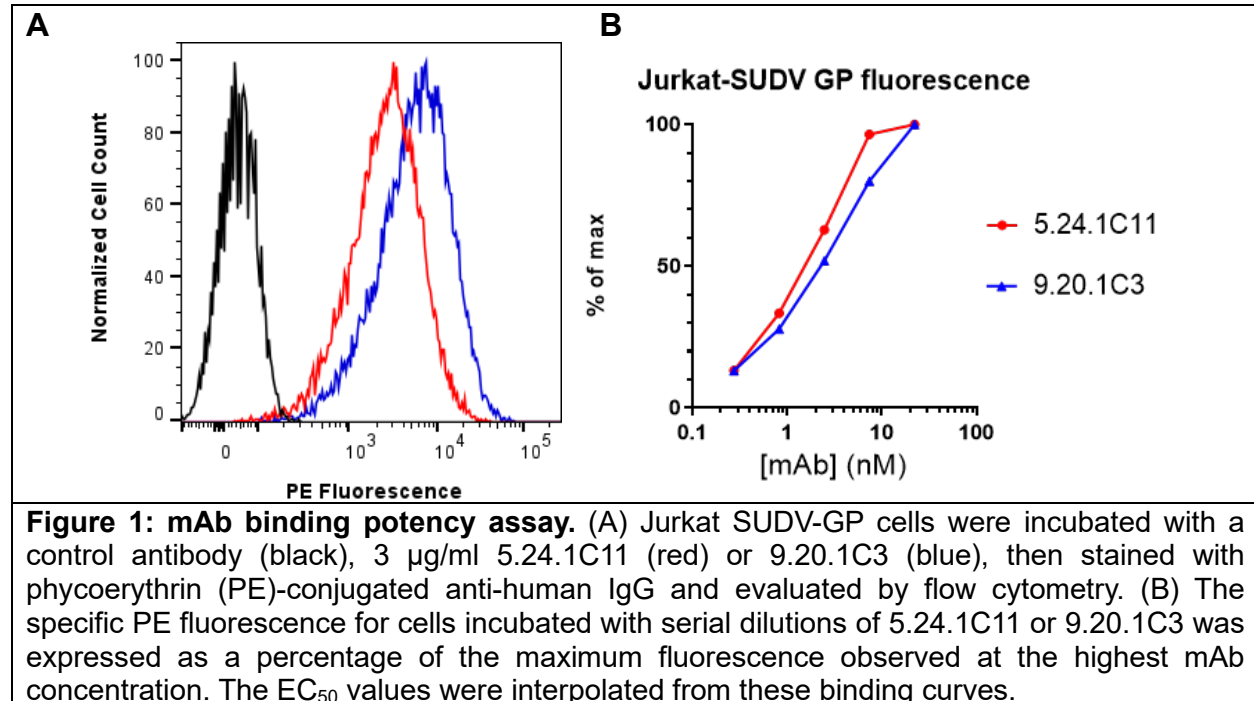 A
B
100
80
60
40
20
0
Normalized Cell Count
0
10³
10⁴
10⁵
PE Fluorescence
Jurkat-SUDV GP fluorescence
100
50
0
% of max
0.1
1
10
100
[mAb] (nM)
5.24.1C11
9.20.1C3
Figure 1: mAb binding potency assay. (A) Jurkat SUDV-GP cells were incubated with a
control antibody (black), 3 µg/ml 5.24.1C11 (red) or 9.20.1C3 (blue), then stained with
phycoerythrin (PE)-conjugated anti-human IgG and evaluated by flow cytometry. (B) The
specific PE fluorescence for cells incubated with serial dilutions of 5.24.1C11 or 9.20.1C3 was
expressed as a percentage of the maximum fluorescence observed at the highest mAb
concentration. The EC₅₀ values were interpolated from these binding curves.